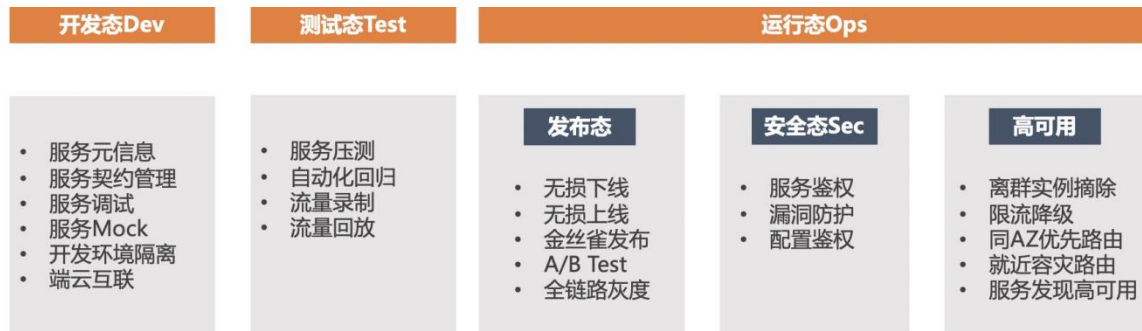 开发态Dev
测试态Test
运行态Ops
• 服务元信息
• 服务契约管理
• 服务调试
• 服务Mock
• 开发环境隔离
• 端云互联
• 服务压测
• 自动化回归
• 流量录制
• 流量回放
发布态
• 无损下线
• 无损上线
• 金丝雀发布
• A/B Test
• 全链路灰度
安全态Sec
• 服务鉴权
• 漏洞防护
• 配置鉴权
高可用
• 离群实例摘除
• 限流降级
• 同AZ优先路由
• 就近容灾路由
• 服务发现高可用